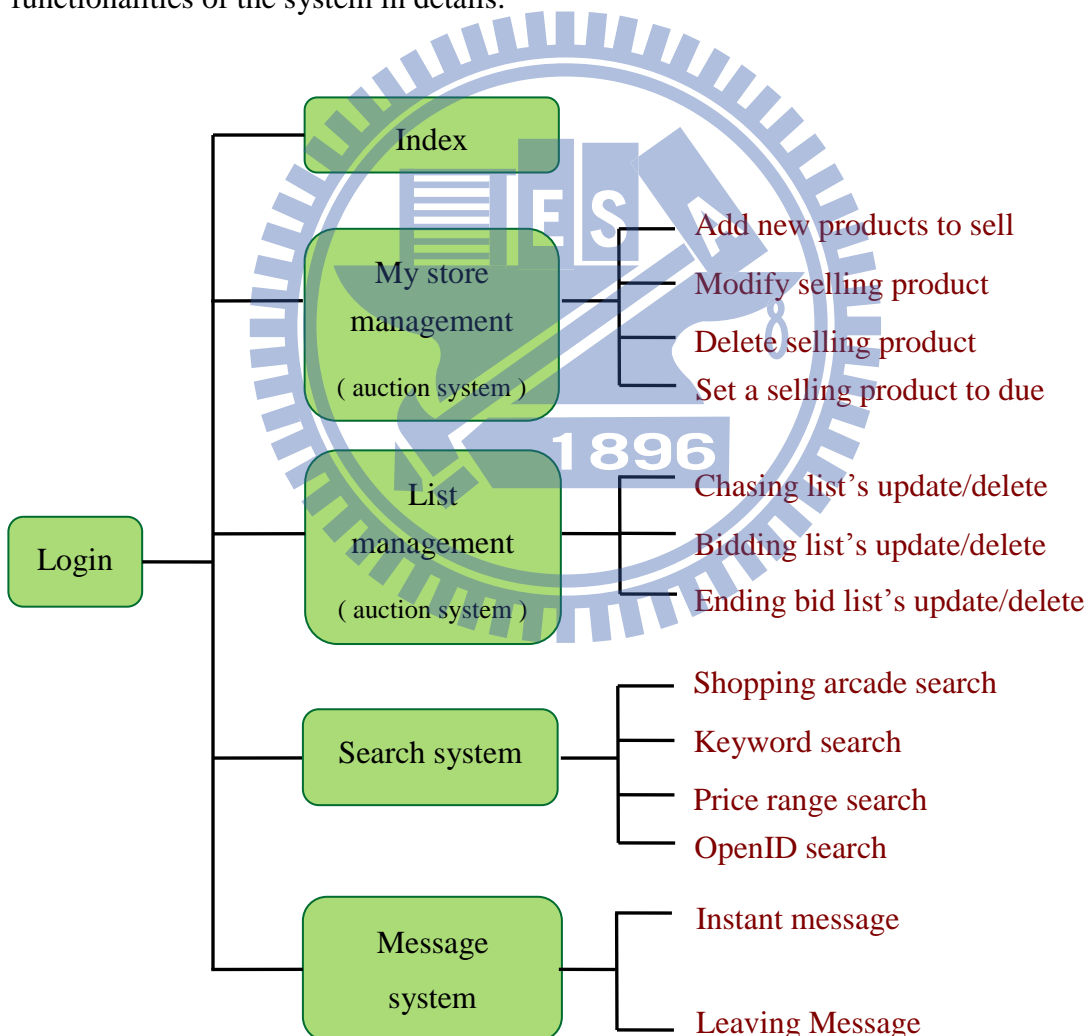 functionalities of the system in details.
Index
My store
management
( auction system )
Add new products to sell
Modify selling product
Delete selling product
Set a selling product to due
List
management
( auction system )
Chasing list's update/delete
Bidding list's update/delete
Ending bid list's update/delete
Login
Search system
Shopping arcade search
Keyword search
Price range search
OpenID search
Message
system
Instant message
Leaving Message
E S A
1896